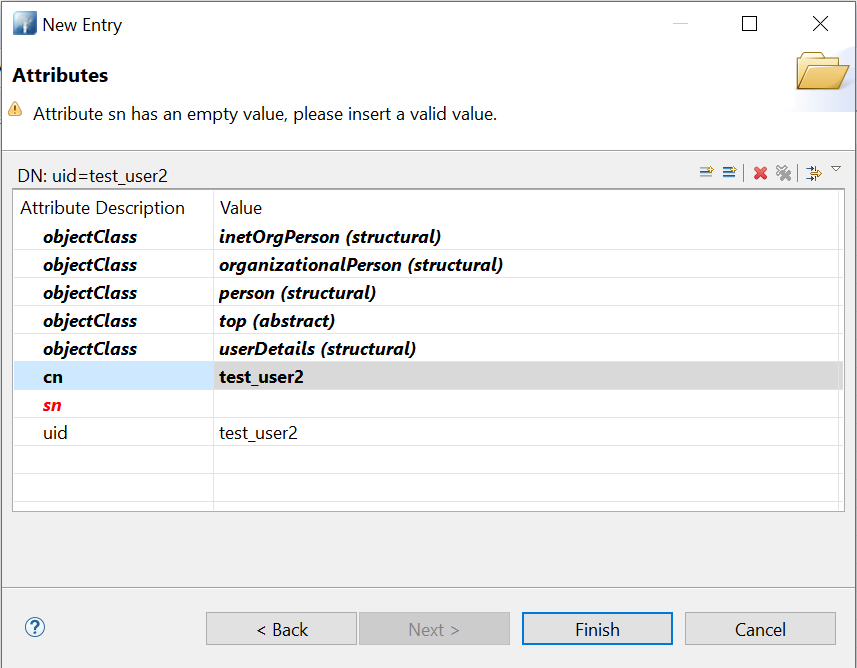 New Entry
Attributes
Attribute sn has an empty value, please insert a valid value.
DN: uid=test_user2
Attribute Description Value
objectClass inetOrgPerson (structural)
objectClass organizationalPerson (structural)
objectClass person (structural)
objectClass top (abstract)
objectClass userDetails (structural)
cn test_user2
sn
uid test_user2
? < Back Next > Finish Cancel